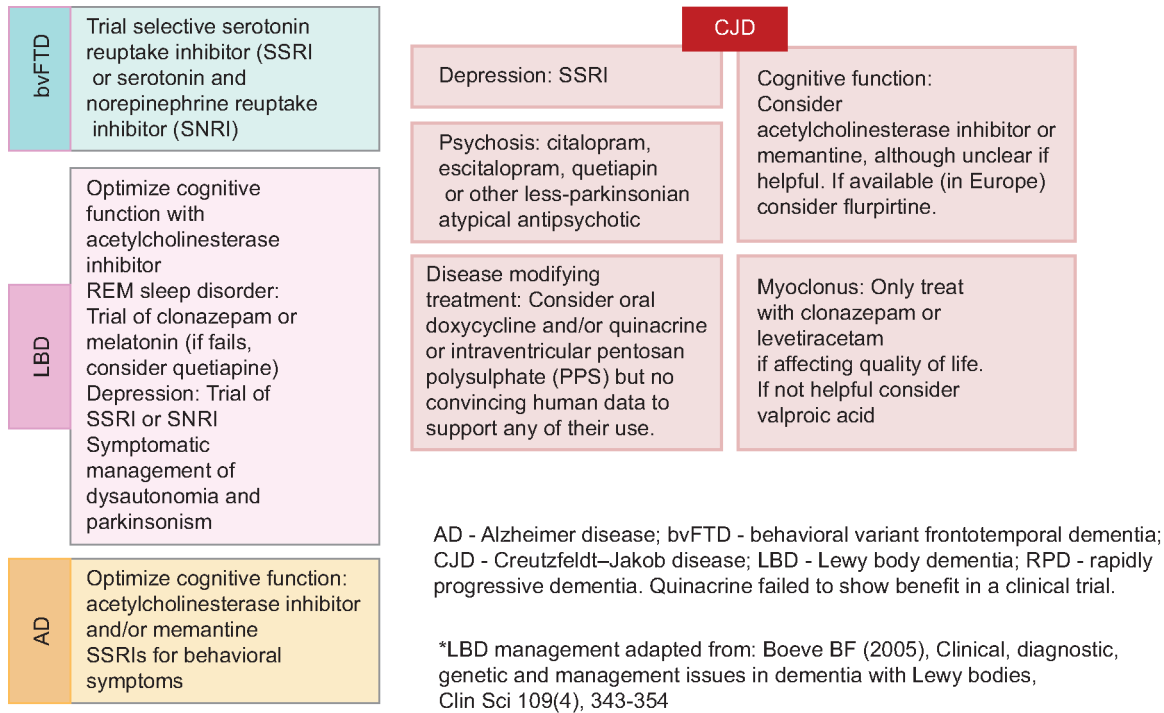 bvFTD
Trial selective serotonin
reuptake inhibitor (SSRI
or serotonin and
norepinephrine reuptake
inhibitor (SNRI)
LBD
Optimize cognitive
function with
acetylcholinesterase
inhibitor
REM sleep disorder:
Trial of clonazepam or
melatonin (if fails,
consider quetiapine)
Depression: Trial of
SSRI or SNRI
Symptomatic
management of
dysautonomia and
parkinsonism
AD
Optimize cognitive function:
acetylcholinesterase inhibitor
and/or memantine
SSRIs for behavioral
symptoms
CJD
Depression: SSRI
Psychosis: citalopram,
escitalopram, quetiapin
or other less-parkinsonian
atypical antipsychotic
Disease modifying
treatment: Consider oral
doxycycline and/or quinacrine
or intraventricular pentosan
polysulphate (PPS) but no
convincing human data to
support any of their use.
Cognitive function:
Consider
acetylcholinesterase inhibitor or
memantine, although unclear if
helpful. If available (in Europe)
consider flurpirtine.
Myoclonus: Only treat
with clonazepam or
levetiracetam
if affecting quality of life.
If not helpful consider
valproic acid
AD - Alzheimer disease; bvFTD - behavioral variant frontotemporal dementia;
CJD - Creutzfeldt–Jakob disease; LBD - Lewy body dementia; RPD - rapidly
progressive dementia. Quinacrine failed to show benefit in a clinical trial.
*LBD management adapted from: Boeve BF (2005), Clinical, diagnostic,
genetic and management issues in dementia with Lewy bodies,
Clin Sci 109(4), 343-354